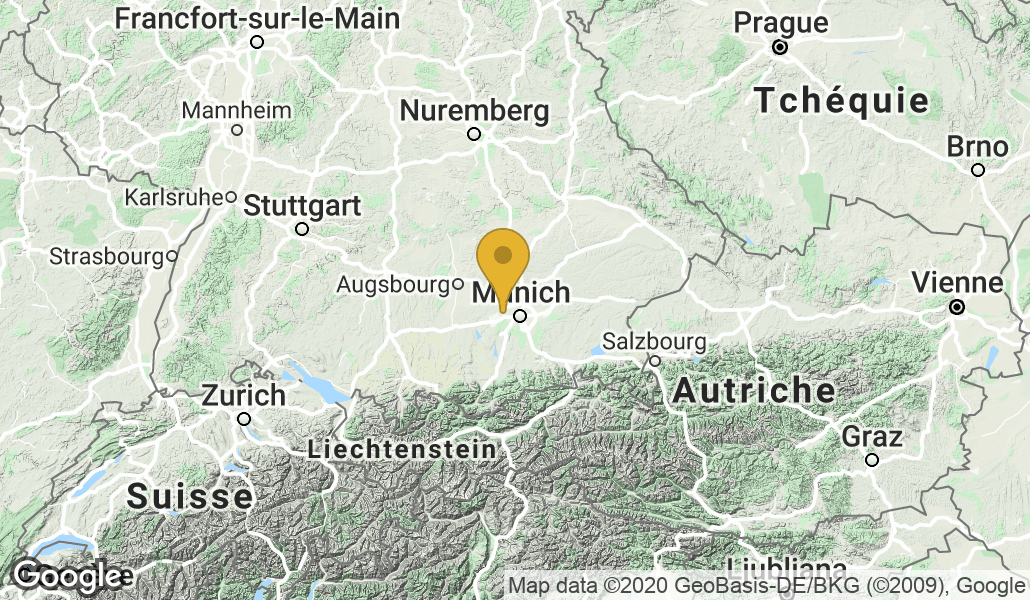 Francfort-sur-le-Main
Prague
Tchéquie
Mannheim
Nuremberg
Brno
Karlsruhe
Stuttgart
Strasbourg
Augsbourg
Munich
Vienne
Salzbourg
Zurich
Autriche
Liechtenstein
Graz
Suisse
Ljubljana
Google
Map data ©2020 GeoBasis-DE/BKG (©2009), Google